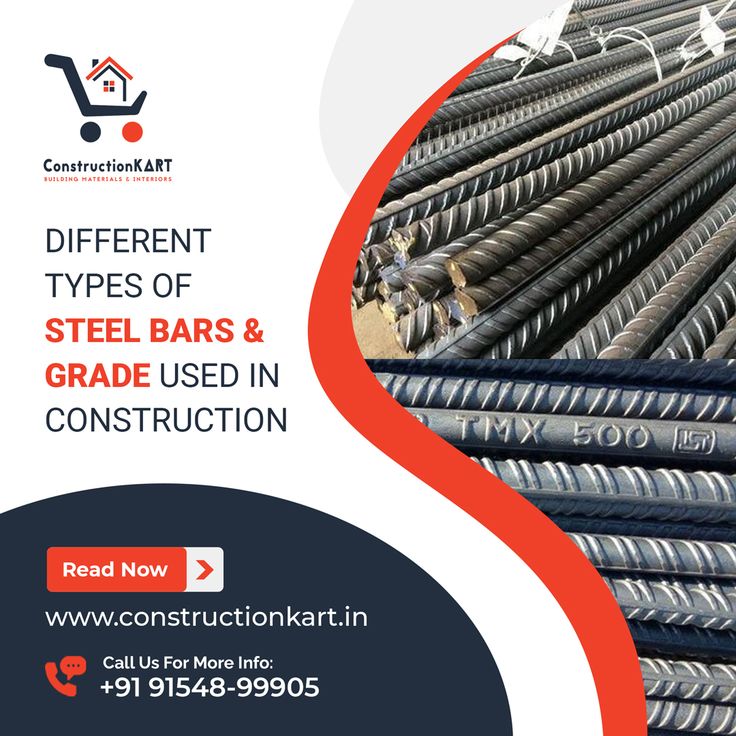 ConstructionKART
BUILDING MATERIALS & INTERIORS
DIFFERENT
TYPES OF
STEEL BARS &
GRADE USED IN
CONSTRUCTION
TMX 500
Read Now
www.constructionkart.in
Call Us For More Info:
+91 91548-99905